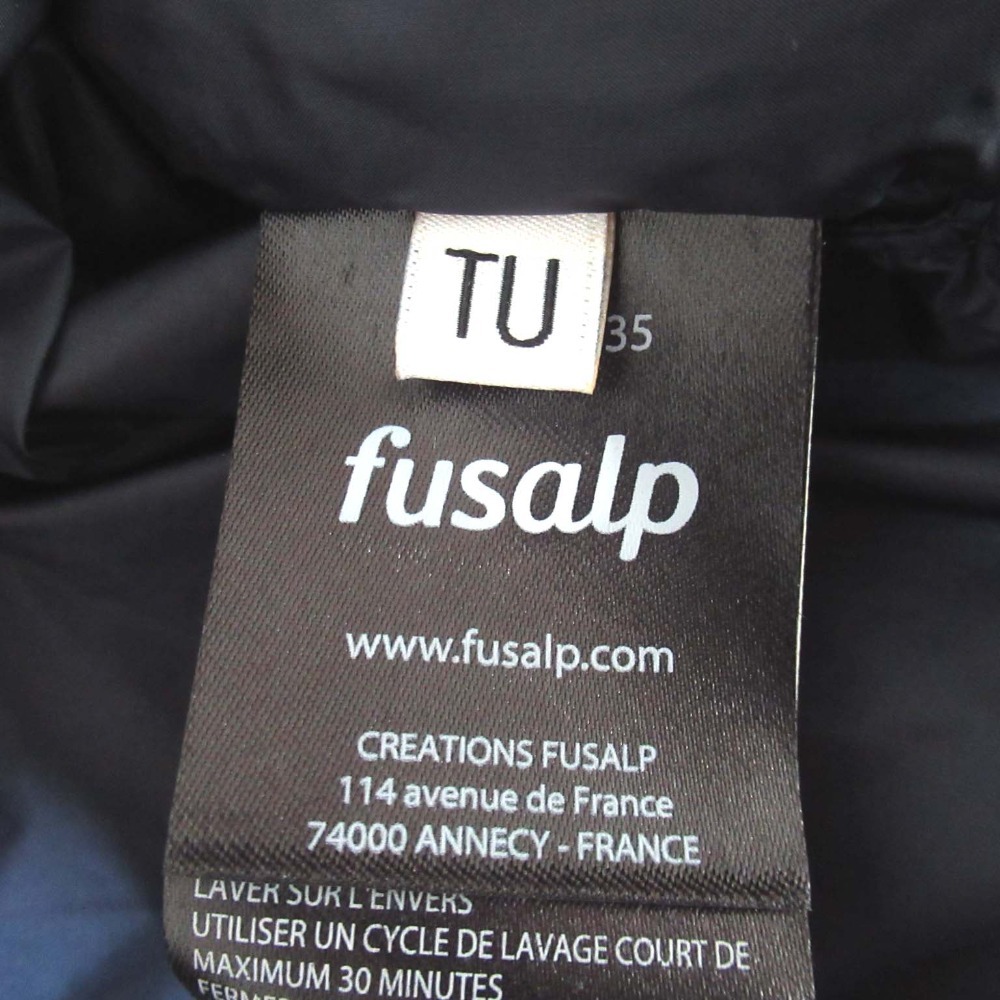 TU
35
fusalp
www.fusalp.com
CREATIONS FUSALP
114 avenue de France
74000 ANNECY - FRANCE
LAVER SUR L'ENVERS
UTILISER UN CYCLE DE LAVAGE COURT DE
MAXIMUM 30 MINUTES